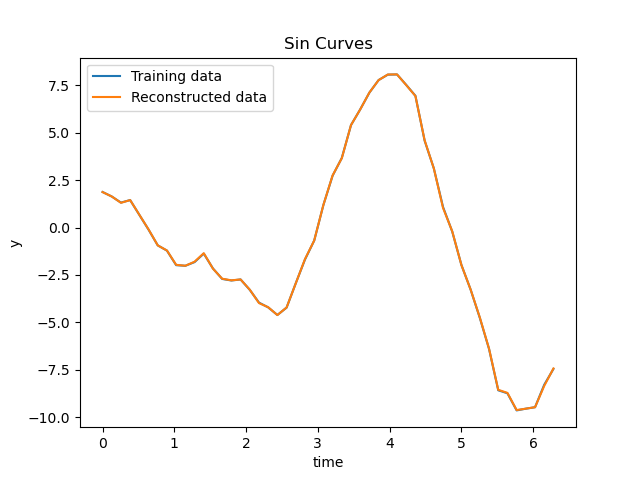 Sin Curves
Training data
Reconstructed data
y
7.5
5.0
2.5
0.0
−2.5
−5.0
−7.5
−10.0
0 1 2 3 4 5 6
time